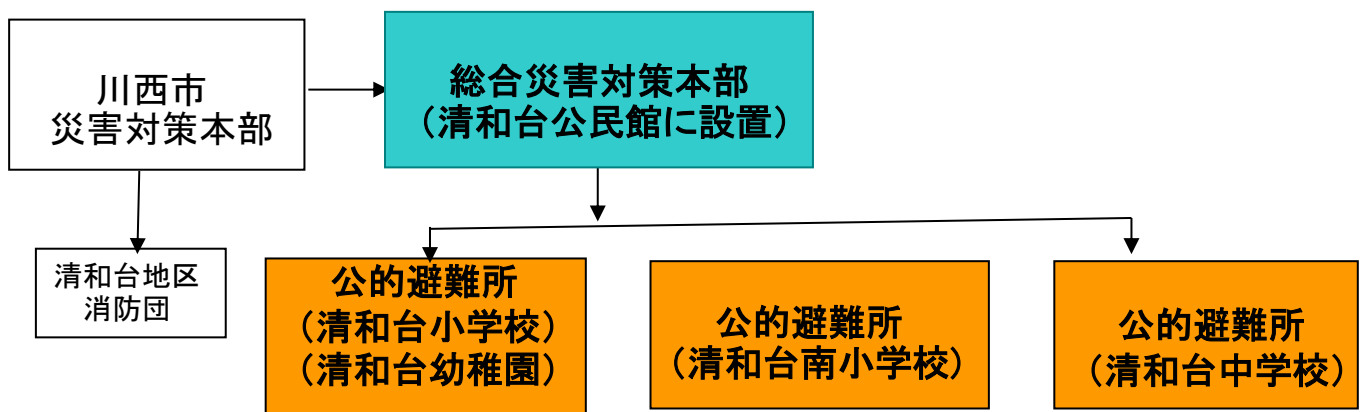 川西市
災害対策本部
総合災害対策本部
（清和台公民館に設置）
清和台地区
消防団
公的避難所
（清和台小学校）
（清和台幼稚園）
公的避難所
（清和台南小学校）
公的避難所
（清和台中学校）